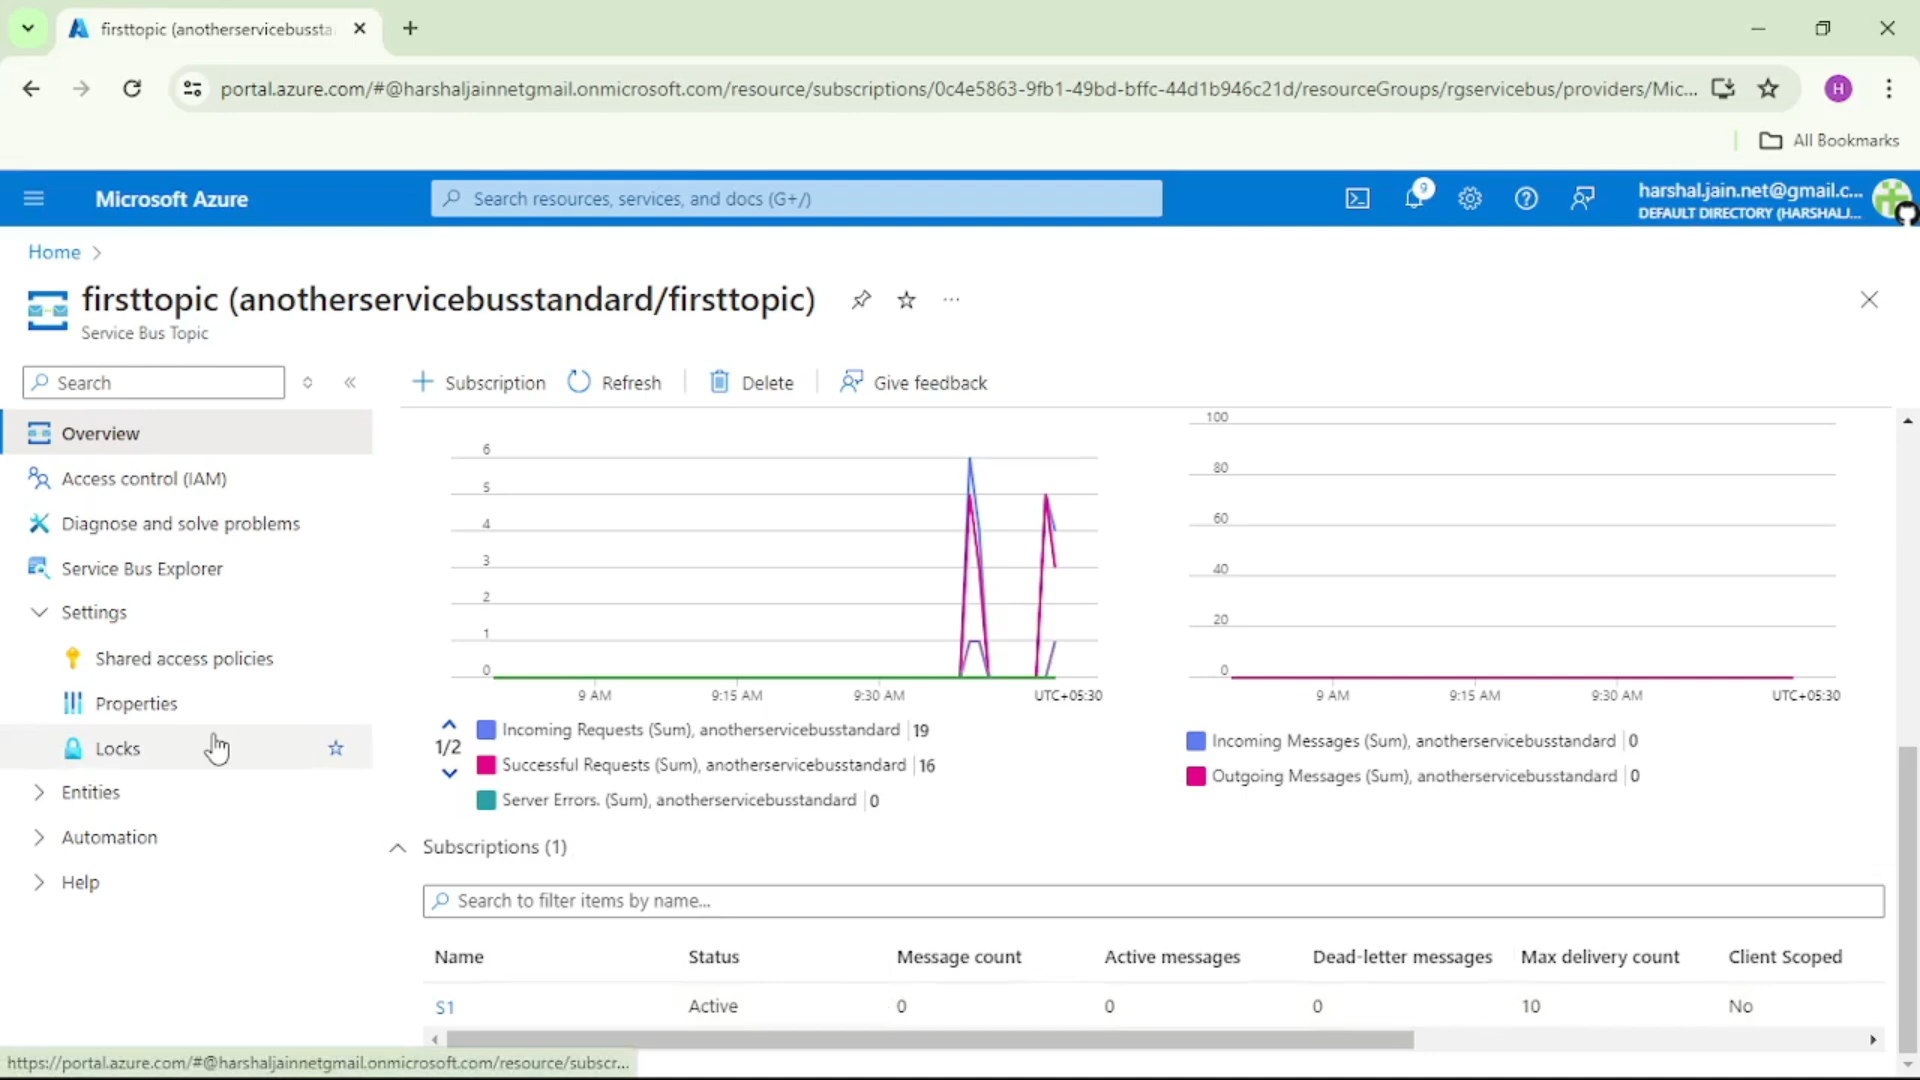 firsttopic (anotherservicebussta
portal.azure.com/#@harshaljainnetgmail.onmicrosoft.com/resource/subscriptions/0c4e5863-9fb1-49bd-bffc-44d1b946c21d/resourceGroups/rgservicebus/providers/Mic...
H
All Bookmarks
Microsoft Azure
Search resources, services, and docs (G+/)
9
harshal.jain.net@gmail.c...
DEFAULT DIRECTORY (HARSHALJ...
Home
firsttopic (anotherservicebusstandard/firsttopic)
Service Bus Topic
Search
Subscription
Refresh
Delete
Give feedback
Overview
Access control (IAM)
Diagnose and solve problems
Service Bus Explorer
Settings
Shared access policies
Properties
Locks
Entities
Automation
Help
6
5
4
3
2
1
0
9 AM
9:15 AM
9:30 AM
UTC+05:30
1/2
Incoming Requests (Sum), anotherservicebusstandard 19
Successful Requests (Sum), anotherservicebusstandard 16
Server Errors. (Sum), anotherservicebusstandard 0
100
80
60
40
20
0
9 AM
9:15 AM
9:30 AM
UTC+05:30
Incoming Messages (Sum), anotherservicebusstandard 0
Outgoing Messages (Sum), anotherservicebusstandard 0
Subscriptions (1)
Search to filter items by name...
Name Status Message count Active messages Dead-letter messages Max delivery count Client Scoped
S1 Active 0 0 0 10 No
https://portal.azure.com/#@harshaljainnetgmail.onmicrosoft.com/resource/subscr...